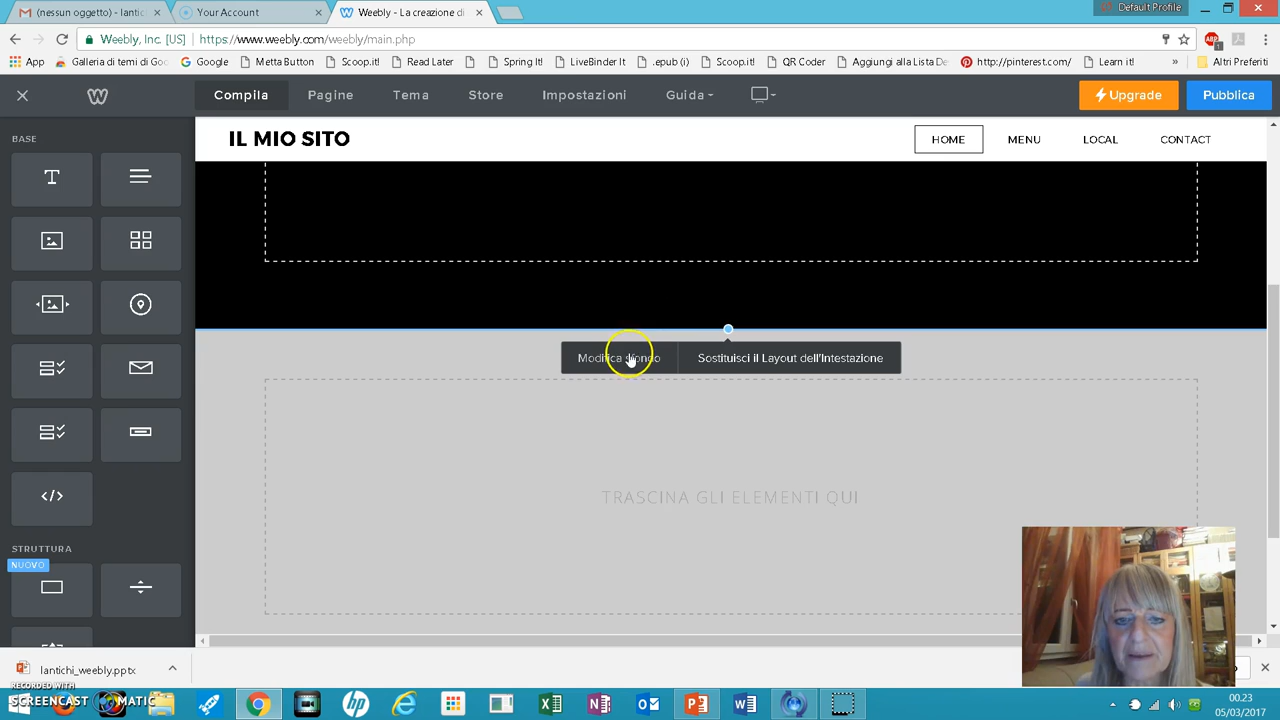 (nessun oggetto) - lantic
Your Account
Weebly - La creazione di
Default Profile
Weebly, Inc. [US]
https://www.weebly.com/weebly/main.php
ABP
1
App
Galleria di temi di Goo
Google
Metta Button
Scoop.it!
Read Later
Spring It!
LiveBinder It
.epub (i)
Scoop.it!
QR Coder
Aggiungi alla Lista De
http://pinterest.com/
Learn it!
»
Altri Preferiti
Compila
Pagine
Tema
Store
Impostazioni
Guida
Upgrade
Pubblica
BASE
IL MIO SITO
HOME
MENU
LOCAL
CONTACT
Modifica
Sostituisci il Layout dell'Intestazione
TRASCINA GLI ELEMENTI QUI
STRUTTURA
NUOVO
lantichi_weebly.pptx
RECORDED WITH
SCREENCAST MATIC
00.23
05/03/2017